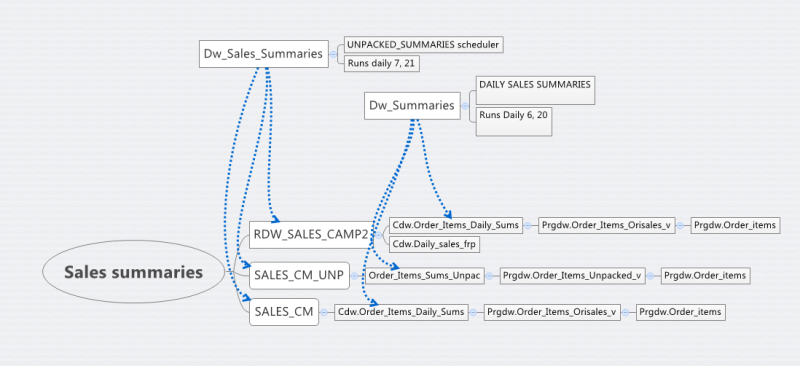 Dw_Sales_Summaries
UNPACKED_SUMMARIES scheduler
Runs daily 7, 21
Dw_Summaries
DAILY SALES SUMMARIES
Runs Daily 6, 20
RDW_SALES_CAMP2
Cdw.Order_Items_Daily_Sums
Prgdw.Order_Items_Orisales_v
Prgdw.Order_items
Cdw.Daily_sales_frp
Sales summaries
SALES_CM_UNP
Order_Items_Sums_Unpac
Prgdw.Order_Items_Unpacked_v
Prgdw.Order_items
SALES_CM
Cdw.Order_Items_Daily_Sums
Prgdw.Order_Items_Orisales_v
Prgdw.Order_items